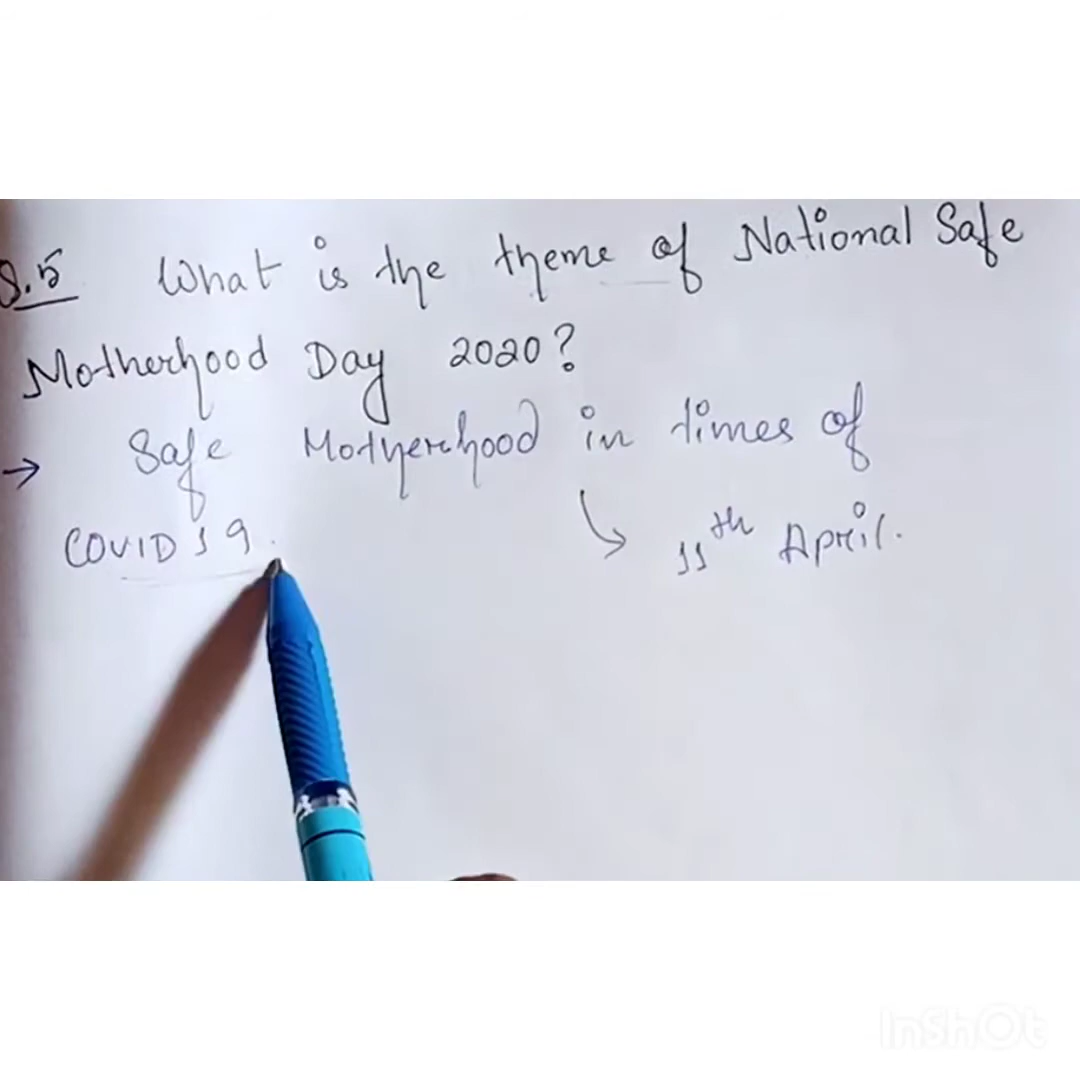 Q.5 What is the theme of National Safe
Motherhood Day 2020?
→ Safe Motherhood in times of
COVID 19.
↳ 11th April.
InShOt